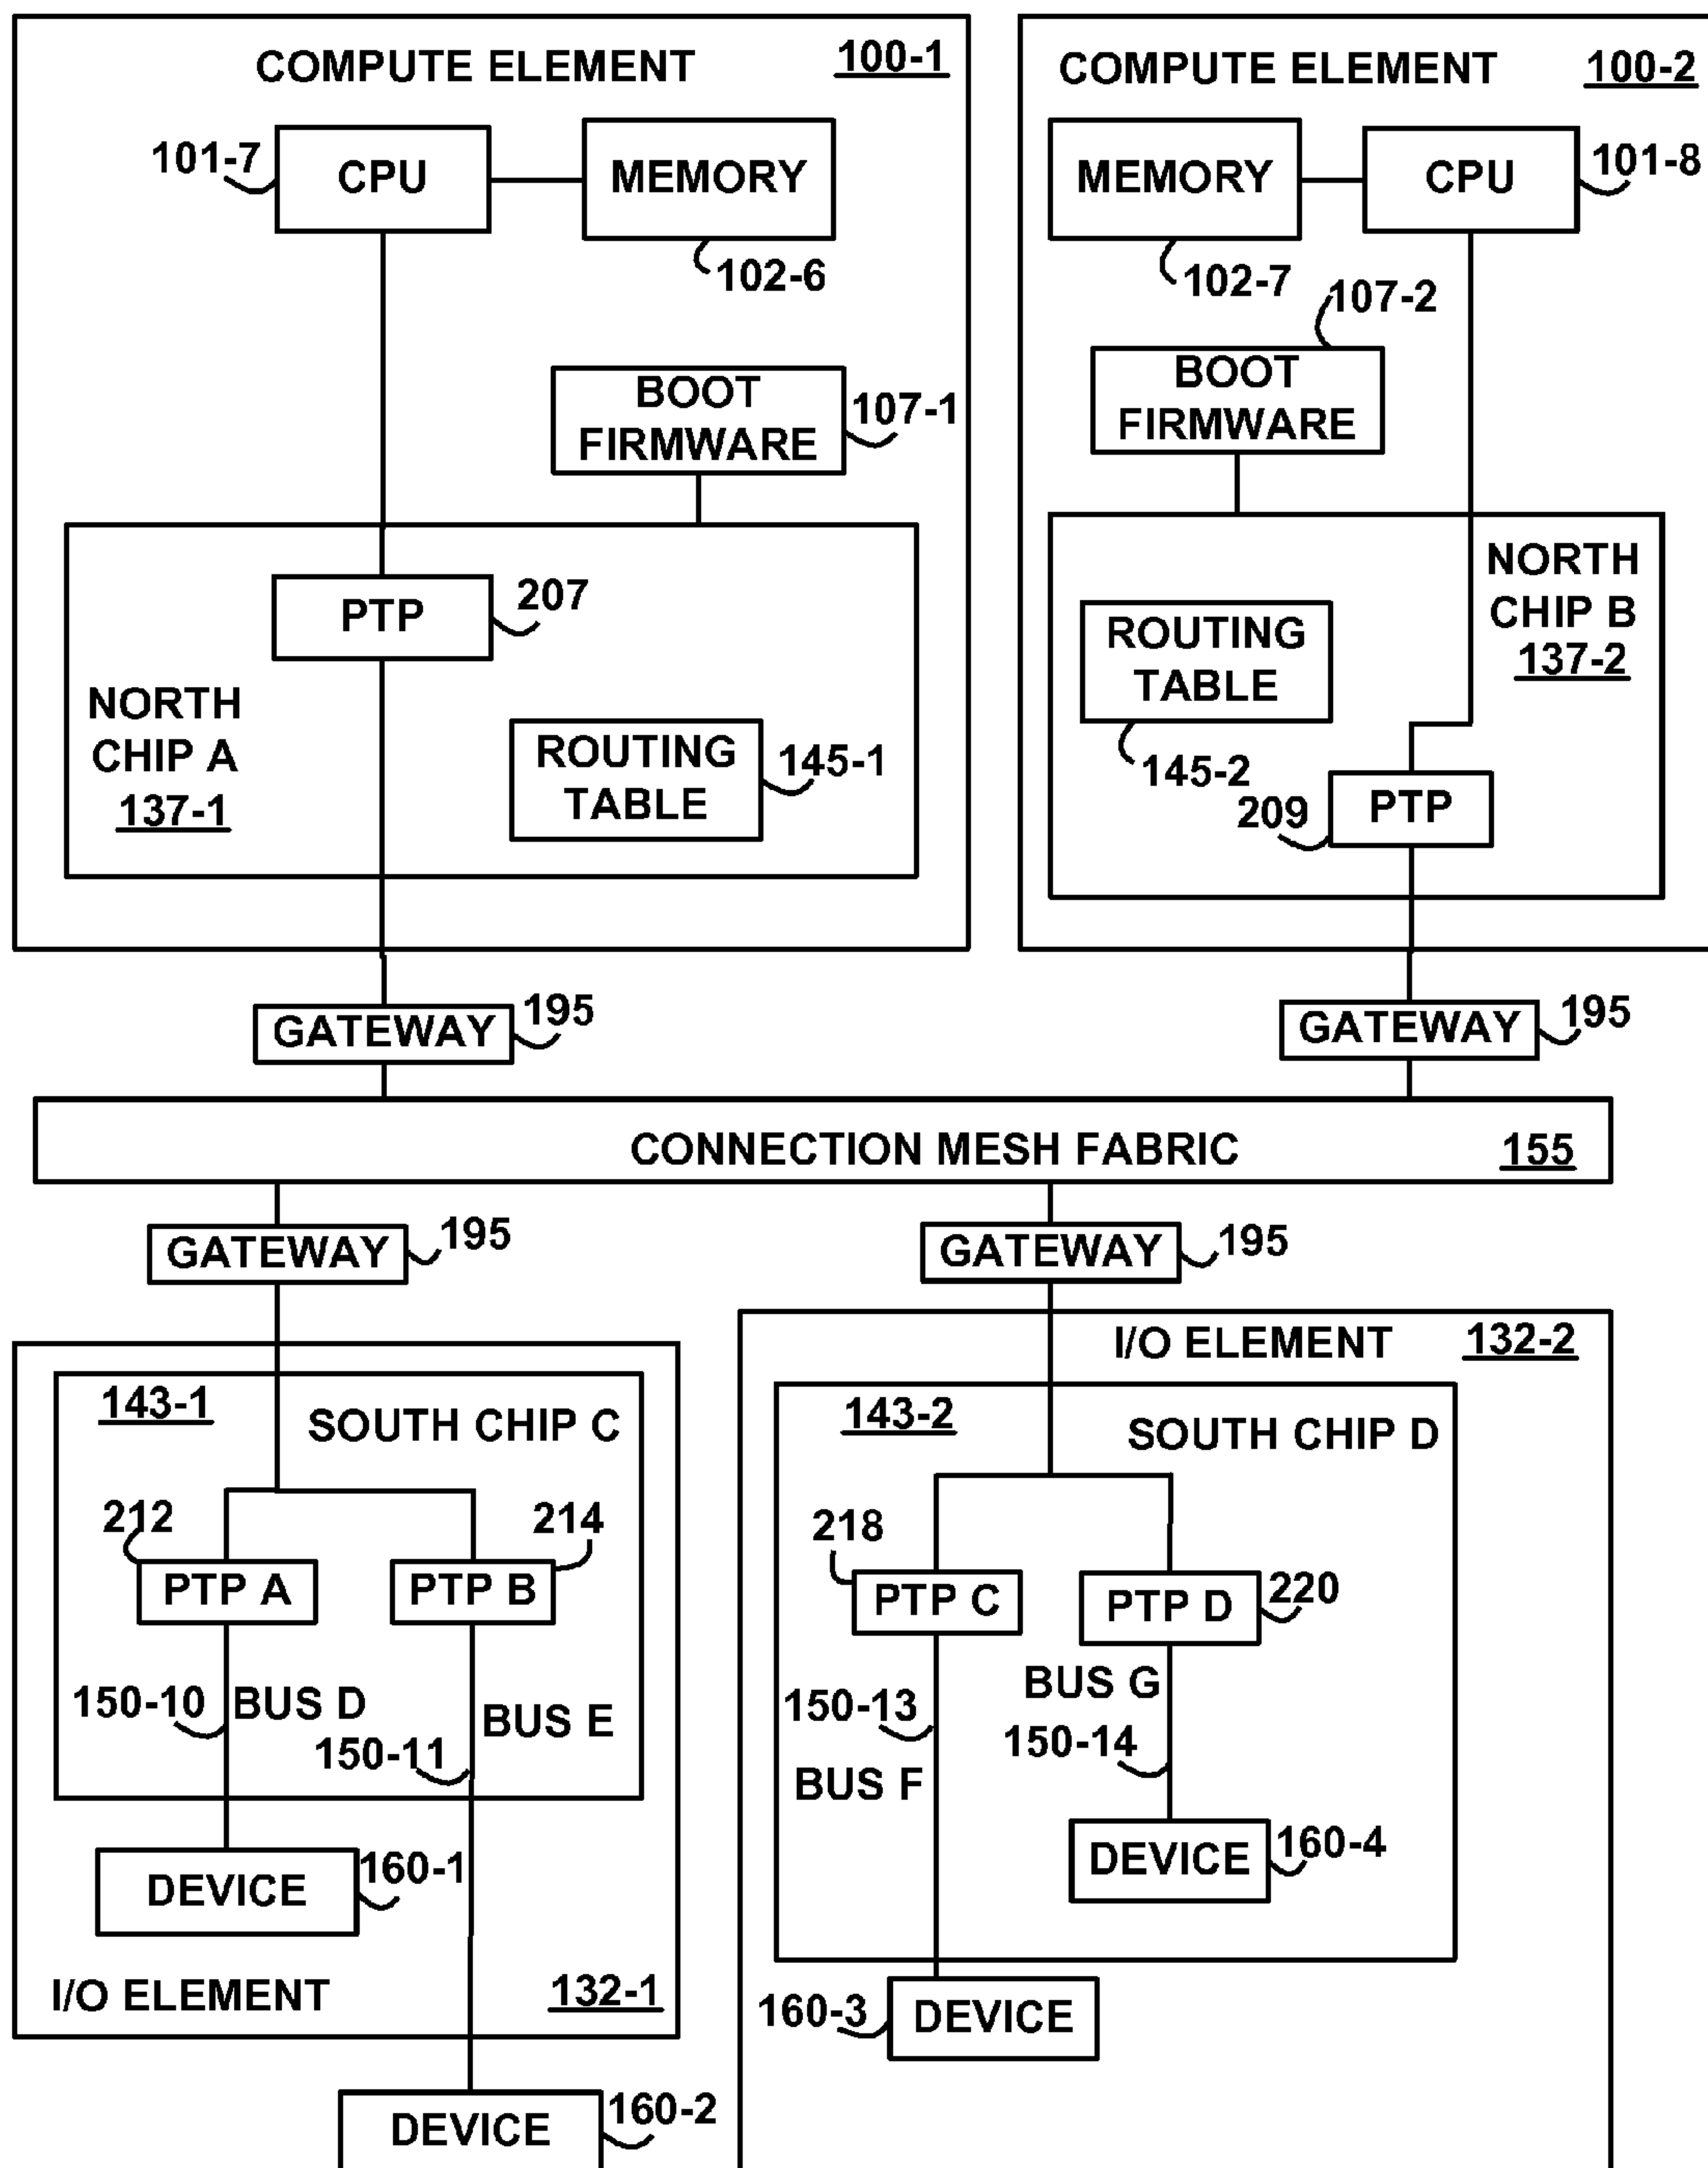 COMPUTE ELEMENT 100-1
101-7 CPU MEMORY
102-6
BOOT
FIRMWARE
107-1
PTP 207
NORTH
CHIP A
137-1
ROUTING
TABLE
145-1
COMPUTE ELEMENT 100-2
MEMORY CPU 101-8
102-7
107-2
BOOT
FIRMWARE
NORTH
CHIP B
137-2
ROUTING
TABLE
145-2
209 PTP
GATEWAY 195
GATEWAY 195
CONNECTION MESH FABRIC 155
GATEWAY 195
GATEWAY 195
143-1
SOUTH CHIP C
212
214
PTP A
PTP B
150-10 BUS D
BUS E
150-11
DEVICE 160-1
I/O ELEMENT 132-1
DEVICE 160-2
I/O ELEMENT 132-2
143-2
SOUTH CHIP D
218
PTP C
PTP D 220
BUS G
150-13
150-14
BUS F
DEVICE 160-4
160-3 DEVICE